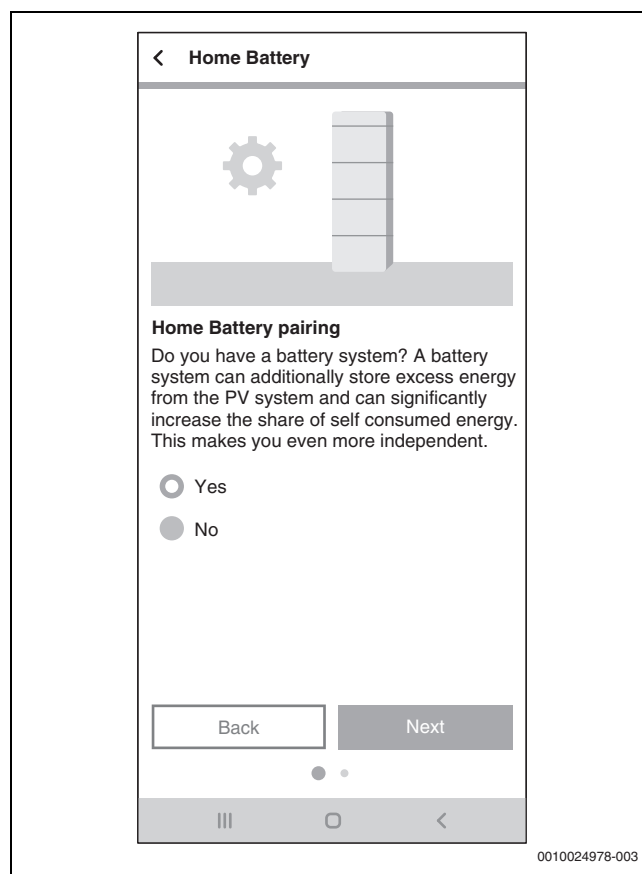 Home Battery
Home Battery pairing
Do you have a battery system? A battery
system can additionally store excess energy
from the PV system and can significantly
increase the share of self consumed energy.
This makes you even more independent.
Yes
No
Back
Next
0010024978-003